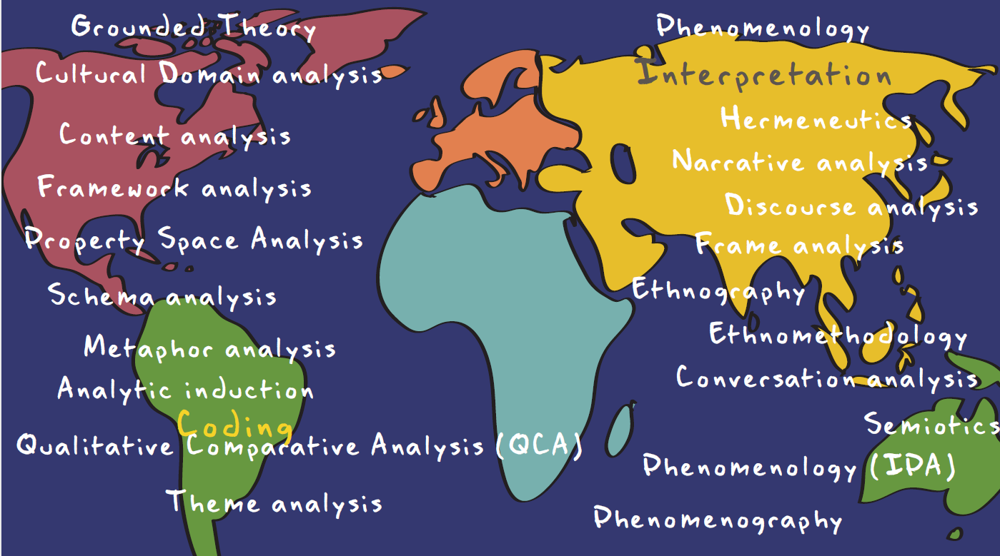 Grounded Theory
Cultural Domain analysis
Content analysis
Framework analysis
Property Space Analysis
Schema analysis
Metaphor analysis
Analytic induction
Coding
Qualitative Comparative Analysis (QCA)
Theme analysis
Phenomenology
Interpretation
Hermeneutics
Narrative analysis
Discourse analysis
Frame analysis
Ethnography
Ethnomethodology
Conversation analysis
Semiotics
Phenomenology (IDA)
Phenomenography